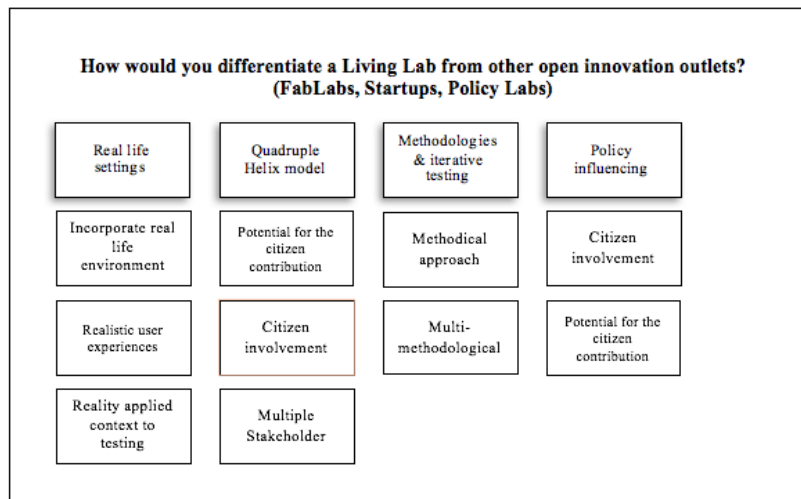 How would you differentiate a Living Lab from other open innovation outlets?
(FabLabs, Startups, Policy Labs)
Real life
settings
Quadruple
Helix model
Methodologies
& iterative
testing
Policy
influencing
Incorporate real
life
environment
Potential for the
citizen
contribution
Methodical
approach
Citizen
involvement
Realistic user
experiences
Citizen
involvement
Multi-
methodological
Potential for the
citizen
contribution
Reality applied
context to
testing
Multiple
Stakeholder